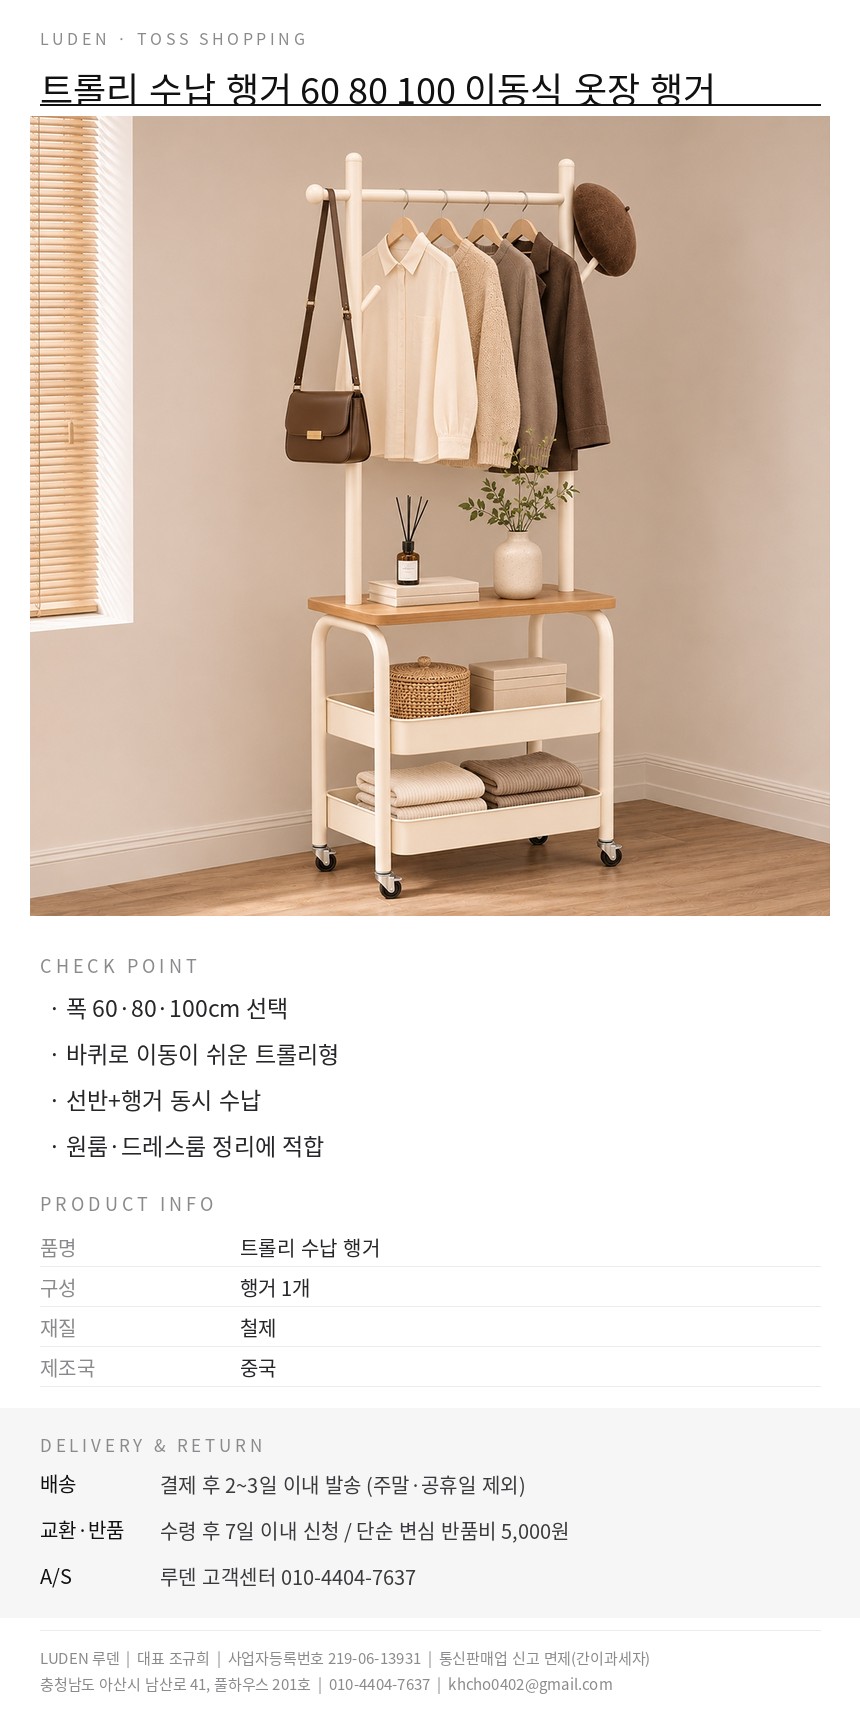 LUDEN · TOSS SHOPPING
트롤리 수납 행거 60 80 100 이동식 옷장 행거
CHECK POINT
· 폭 60·80·100cm 선택
· 바퀴로 이동이 쉬운 트롤리형
· 선반+행거 동시 수납
· 원룸·드레스룸 정리에 적합
PRODUCT INFO
품명 트롤리 수납 행거
구성 행거 1개
재질 철제
제조국 중국
DELIVERY & RETURN
배송 결제 후 2~3일 이내 발송 (주말·공휴일 제외)
교환·반품 수령 후 7일 이내 신청 / 단순 변심 반품비 5,000원
A/S 루덴 고객센터 010-4404-7637
LUDEN 루덴 | 대표 조규희 | 사업자등록번호 219-06-13931 | 통신판매업 신고 면제(간이과세자)
충청남도 아산시 남산로 41, 풀하우스 201호 | 010-4404-7637 | khcho0402@gmail.com